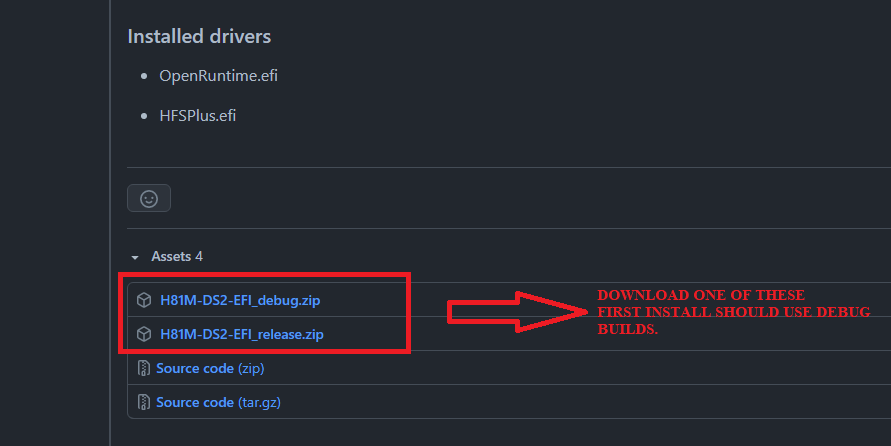 Installed drivers
OpenRuntime.efi
HFSPlus.efi
Assets 4
H81M-DS2-EFI_debug.zip
H81M-DS2-EFI_release.zip
Source code (zip)
Source code (tar.gz)
DOWNLOAD ONE OF THESE
FIRST INSTALL SHOULD USE DEBUG
BUILDS.